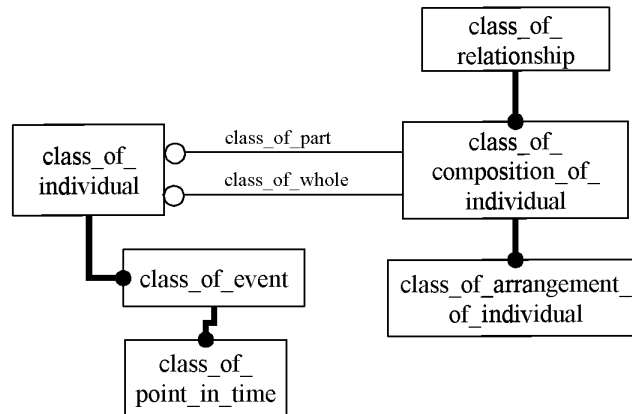 class_of_
relationship
class_of_
individual
class_of_part
class_of_whole
class_of_
composition_of_
individual
class_of_event
class_of_arrangement_
of_individual
class_of_
point_in_time